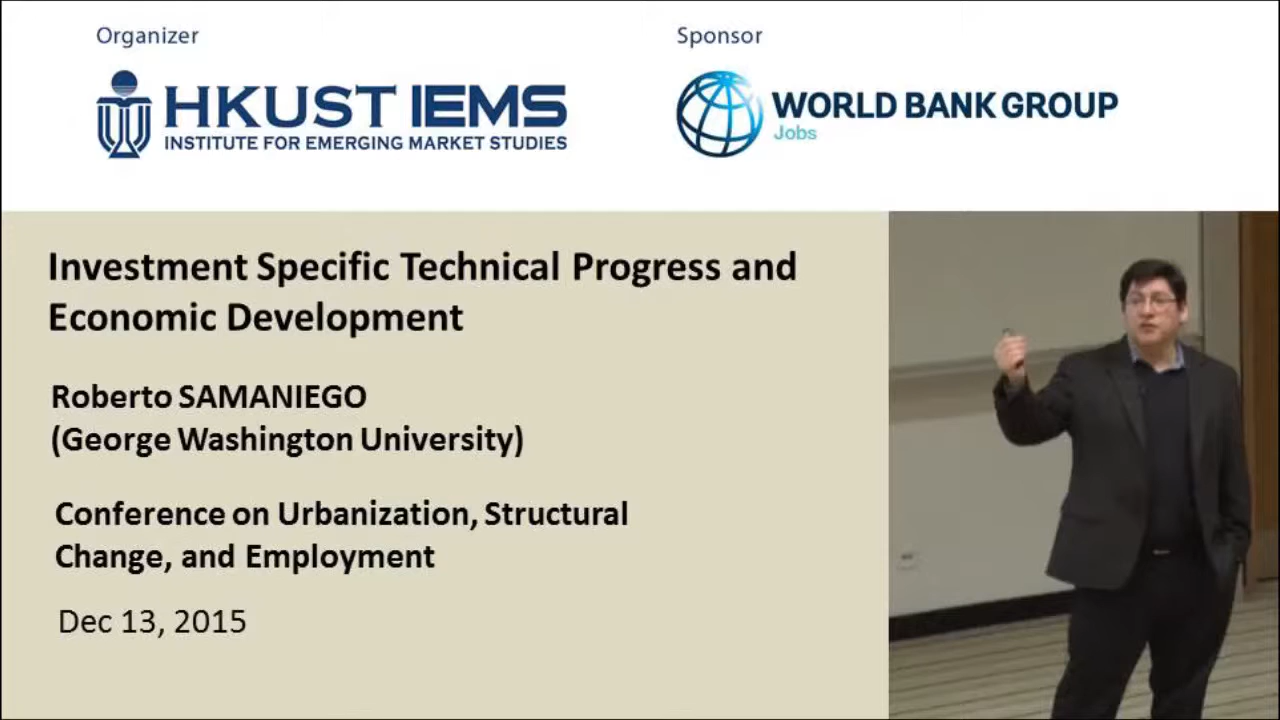 Organizer
Sponsor
HKUST IEMS
INSTITUTE FOR EMERGING MARKET STUDIES
WORLD BANK GROUP
Jobs
Investment Specific Technical Progress and
Economic Development
Roberto SAMANIEGO
(George Washington University)
Conference on Urbanization, Structural
Change, and Employment
Dec 13, 2015